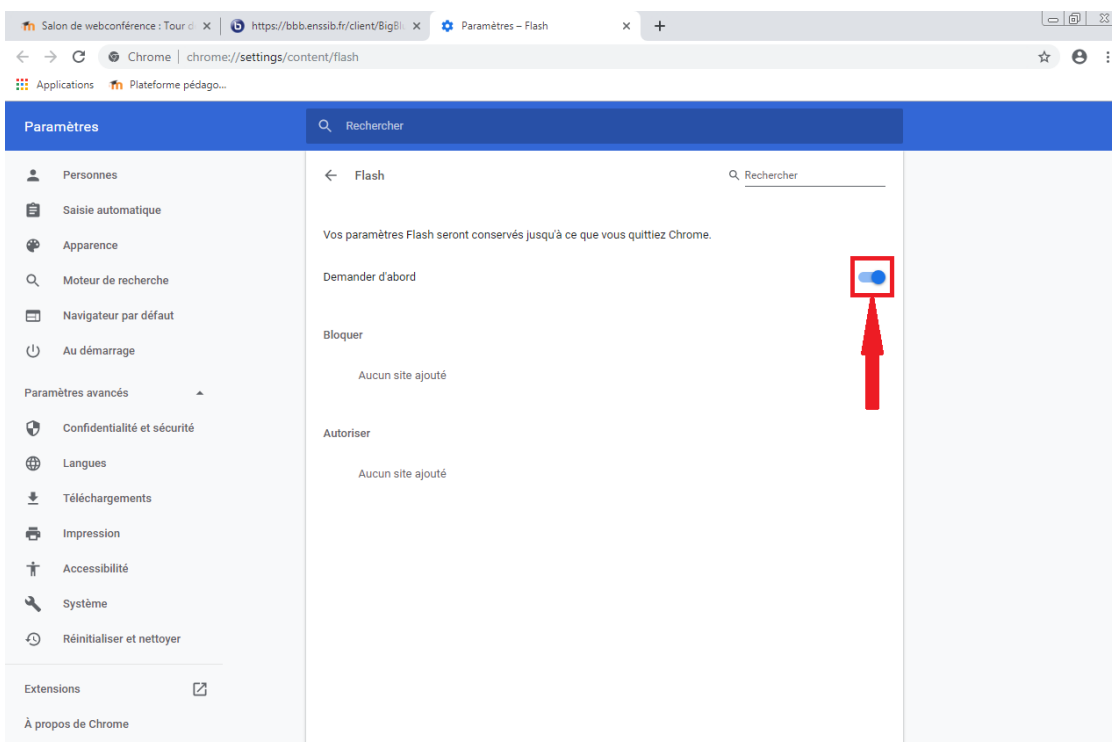 Salon de webconférence : Tour d
https://bbb.enssib.fr/client/BigBl
Paramètres – Flash
Chrome | chrome://settings/content/flash
Applications
Plateforme pédago...
Paramètres
Rechercher
Personnes
Saisie automatique
Apparence
Moteur de recherche
Navigateur par défaut
Au démarrage
Paramètres avancés
Confidentialité et sécurité
Langues
Téléchargements
Impression
Accessibilité
Système
Réinitialiser et nettoyer
Extensions
À propos de Chrome
Flash
Rechercher
Vos paramètres Flash seront conservés jusqu'à ce que vous quittiez Chrome.
Demander d'abord
Bloquer
Aucun site ajouté
Autoriser
Aucun site ajouté